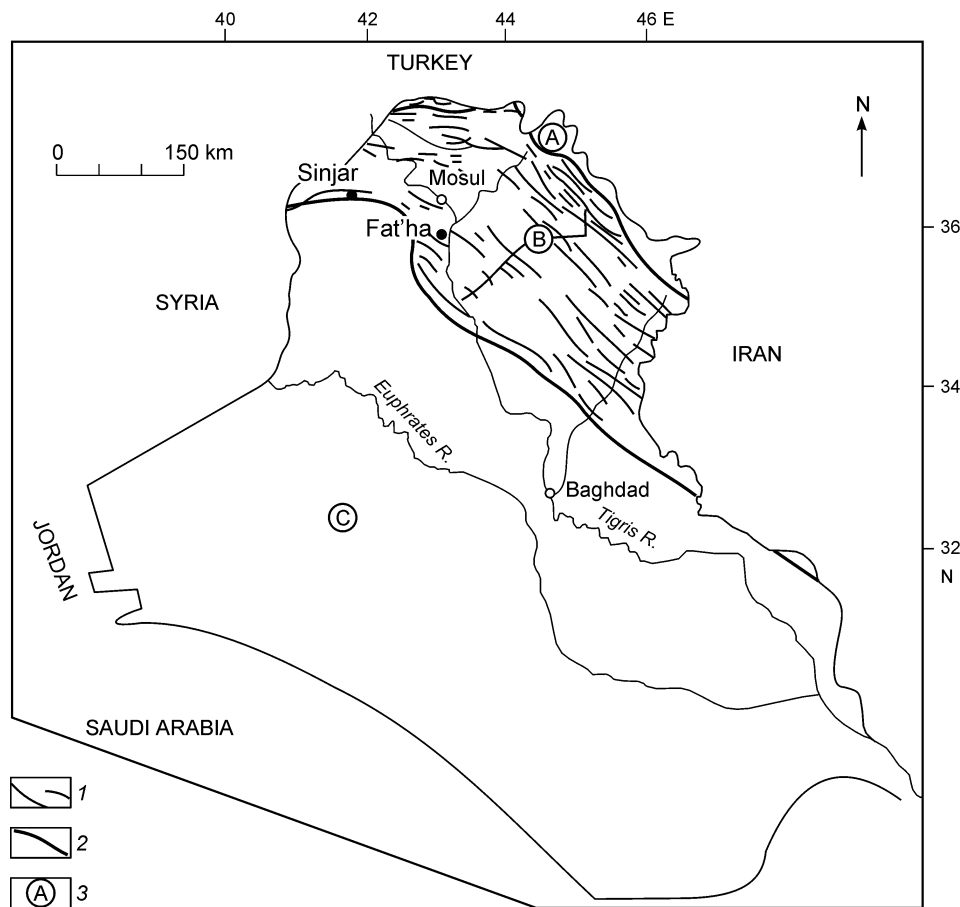 40 42 44 46 E
TURKEY
N
A
0 150 km
Sinjar
Mosul
Fat'ha
B
36
SYRIA
IRAN
34
Euphrates R.
Baghdad
C
Tigris R.
32
N
JORDAN
SAUDI ARABIA
1
2
A 3